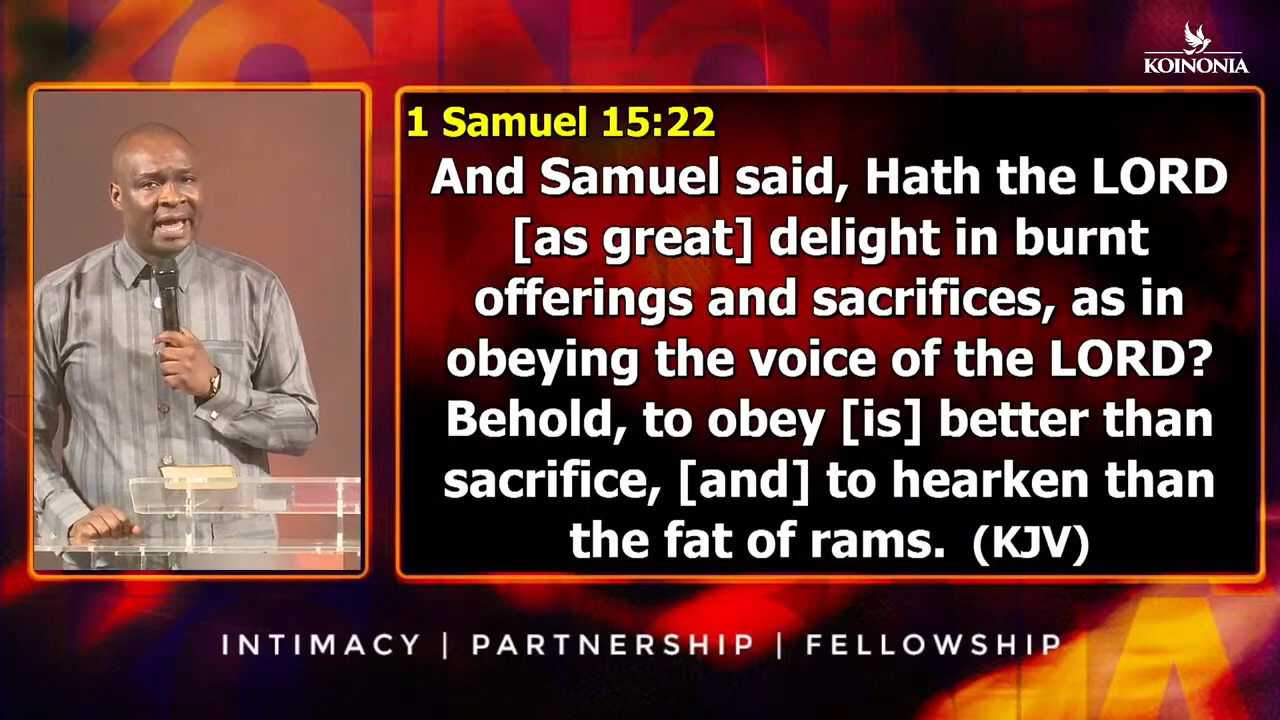 KOINONIA
1 Samuel 15:22
And Samuel said, Hath the LORD
[as great] delight in burnt
offerings and sacrifices, as in
obeying the voice of the LORD?
Behold, to obey [is] better than
sacrifice, [and] to hearken than
the fat of rams. (KJV)
INTIMACY | PARTNERSHIP | FELLOWSHIP